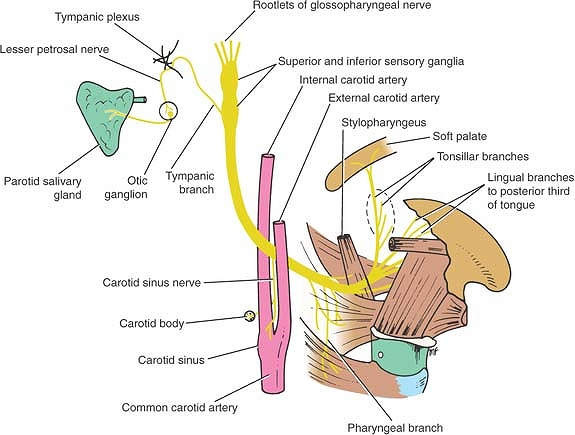 Rootlets of glossopharyngeal nerve
Tympanic plexus
Lesser petrosal nerve
Superior and inferior sensory ganglia
Internal carotid artery
External carotid artery
Stylopharyngeus
Soft palate
Tonsillar branches
Lingual branches
to posterior third
of tongue
Parotid salivary
gland
Otic
ganglion
Tympanic
branch
Carotid sinus nerve
Carotid body
Carotid sinus
Common carotid artery
Pharyngeal branch